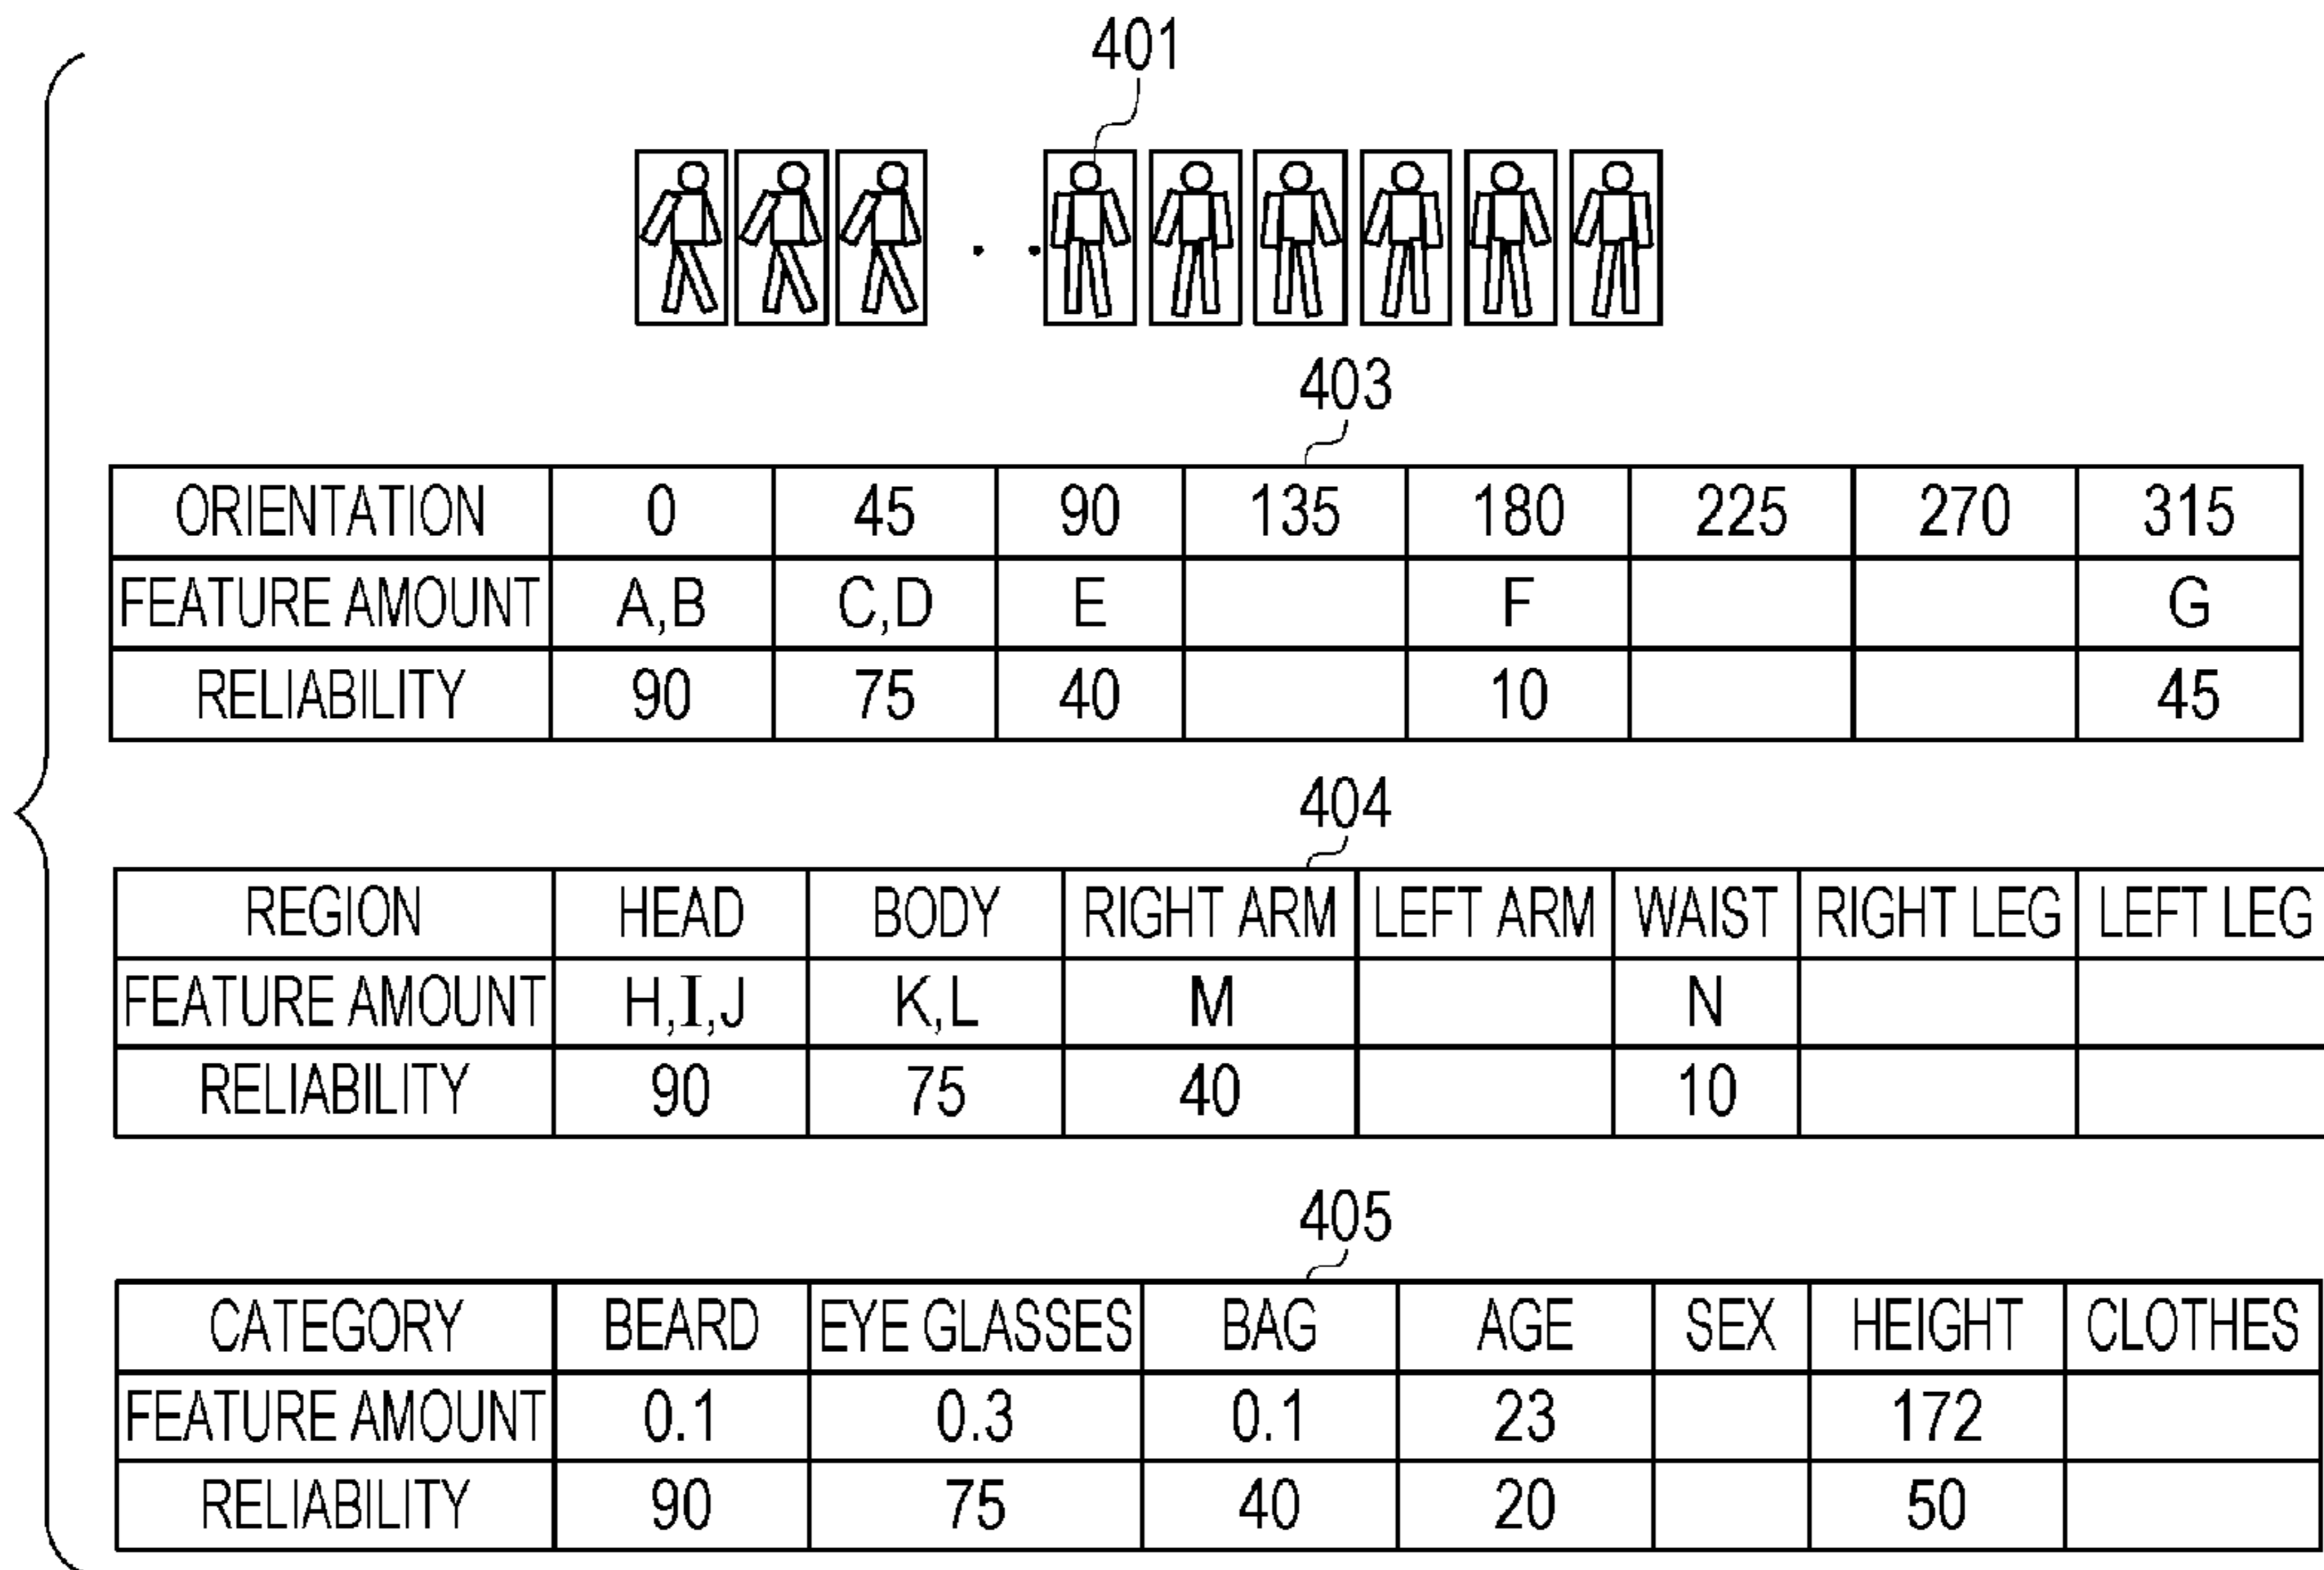 401
403
ORIENTATION 0 45 90 135 180 225 270 315
FEATURE AMOUNT A,B C,D E F G
RELIABILITY 90 75 40 10 45
404
REGION HEAD BODY RIGHT ARM LEFT ARM WAIST RIGHT LEG LEFT LEG
FEATURE AMOUNT H,I,J K,L M N
RELIABILITY 90 75 40 10
405
CATEGORY BEARD EYE GLASSES BAG AGE SEX HEIGHT CLOTHES
FEATURE AMOUNT 0.1 0.3 0.1 23 172
RELIABILITY 90 75 40 20 50